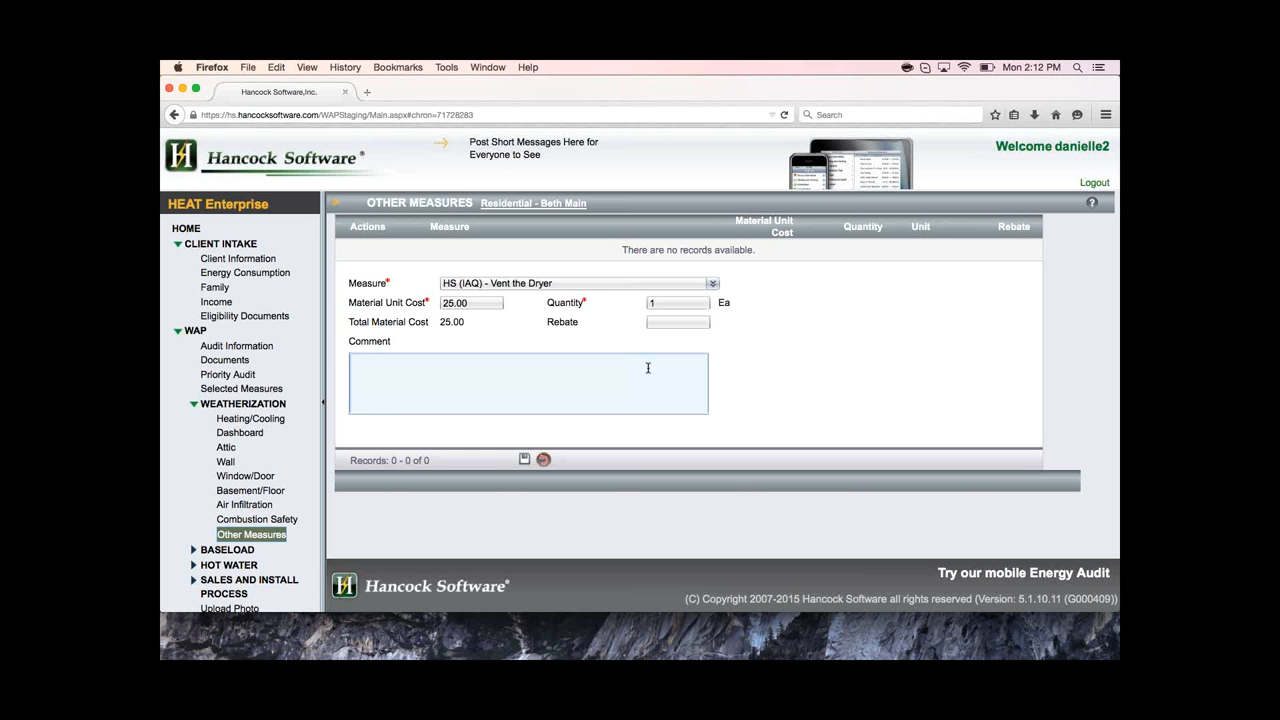 Firefox File Edit View History Bookmarks Tools Window Help Mon 2:12 PM
Hancock Software,Inc.
https://hs.hancocksoftware.com/WAPStaging/Main.aspx#chron=71728283
Search
Hancock Software®
Post Short Messages Here for
Everyone to See
Welcome danielle2
Logout
HEAT Enterprise
HOME
CLIENT INTAKE
Client Information
Energy Consumption
Family
Income
Eligibility Documents
WAP
Audit Information
Documents
Priority Audit
Selected Measures
WEATHERIZATION
Heating/Cooling
Dashboard
Attic
Wall
Window/Door
Basement/Floor
Air Infiltration
Combustion Safety
Other Measures
BASELOAD
HOT WATER
SALES AND INSTALL
PROCESS
Upload Photo
OTHER MEASURES Residential - Beth Main
Actions Measure Material Unit
Cost Quantity Unit Rebate
There are no records available.
Measure* HS (IAQ) - Vent the Dryer
Material Unit Cost* 25.00 Quantity* 1 Ea
Total Material Cost 25.00 Rebate
Comment
Records: 0 - 0 of 0
Hancock Software®
Try our mobile Energy Audit
(C) Copyright 2007-2015 Hancock Software all rights reserved (Version: 5.1.10.11 (G000409))